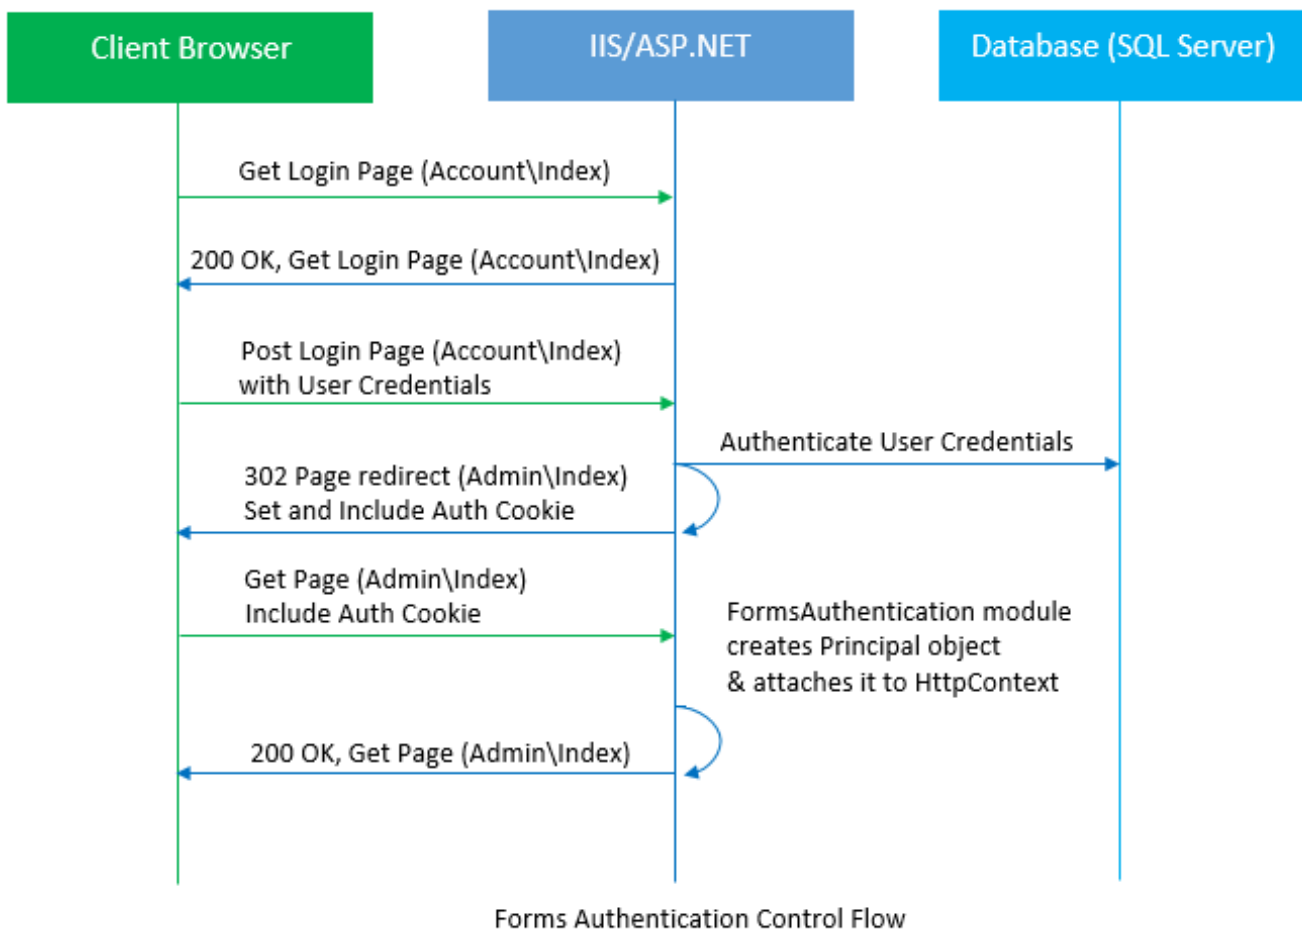 Client Browser
IIS/ASP.NET
Database (SQL Server)
Get Login Page (Account\Index)
200 OK, Get Login Page (Account\Index)
Post Login Page (Account\Index)
with User Credentials
Authenticate User Credentials
302 Page redirect (Admin\Index)
Set and Include Auth Cookie
Get Page (Admin\Index)
Include Auth Cookie
FormsAuthentication module
creates Principal object
& attaches it to HttpContext
200 OK, Get Page (Admin\Index)
Forms Authentication Control Flow